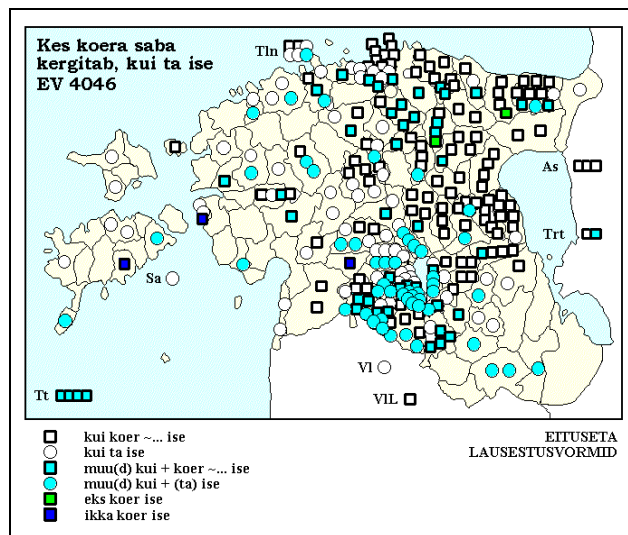 Kes koera saba
kergitab, kui ta ise
EV 4046
Tln
As
Trt
Sa
Vl
Tt
VlL
EITUSETA
LAUSESTUSVORMID
kui koer ~... ise
kui ta ise
muu(d) kui + koer ~... ise
muu(d) kui + (ta) ise
eks koer ise
ikka koer ise